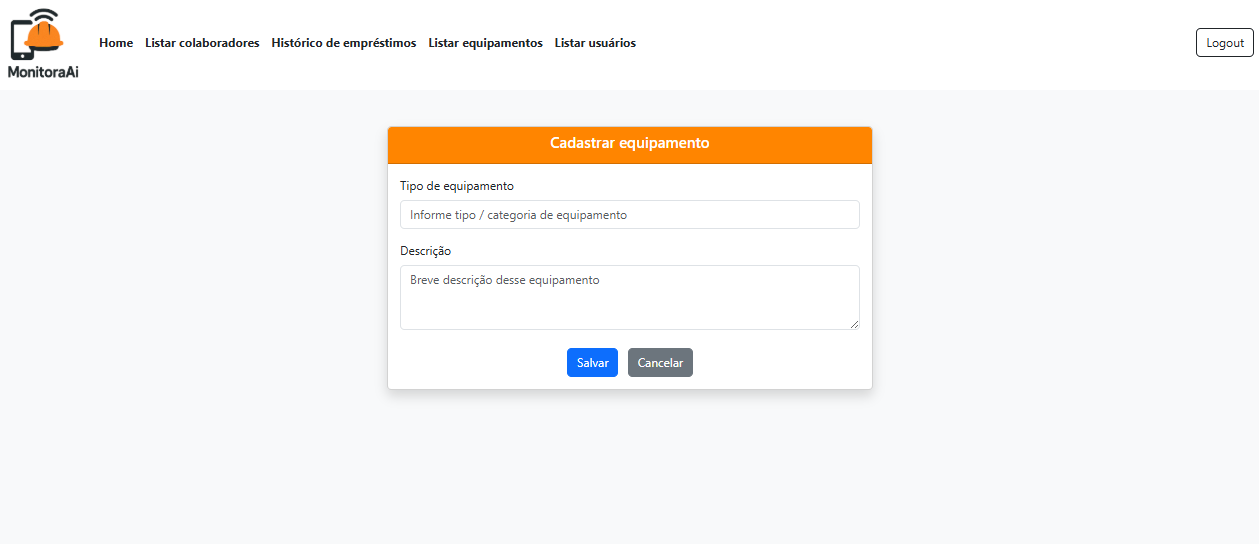 MonitoraAi
Home Listar colaboradores Histórico de empréstimos Listar equipamentos Listar usuários Logout
Cadastrar equipamento
Tipo de equipamento
Informe tipo / categoria de equipamento
Descrição
Breve descrição desse equipamento
Salvar Cancelar